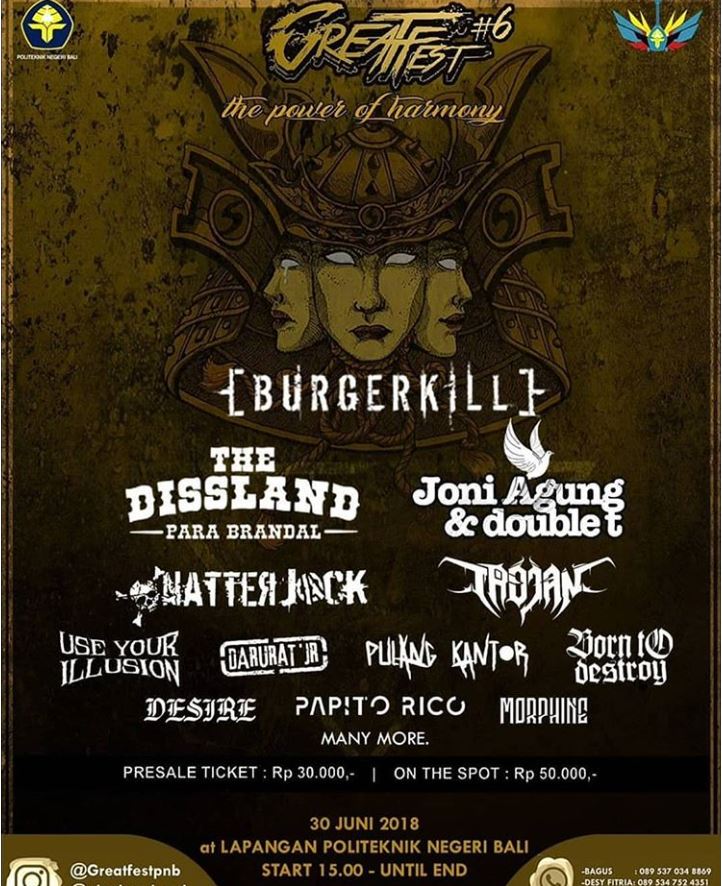 POLITEKNIK NEGERI BALI
GREATFEST #6
the power of harmony
BURGERKILL
THE
DISSLAND
PARA BRANDAL
Joni Agung
& double t
NATTERJACK
TROJAN
USE YOUR
ILLUSION
DARURAT JR
PULANG KANTOR
Born tO
destroy
DESIRE
PAPITO RICO
MORPHINE
MANY MORE.
PRESALE TICKET : Rp 30.000,- | ON THE SPOT : Rp 50.000,-
30 JUNI 2018
at LAPANGAN POLITEKNIK NEGERI BALI
START 15.00 - UNTIL END
@Greatfestpnb
-BAGUS : 089 537 034 8869
-DESY FITRIA: 089 534 752 4351